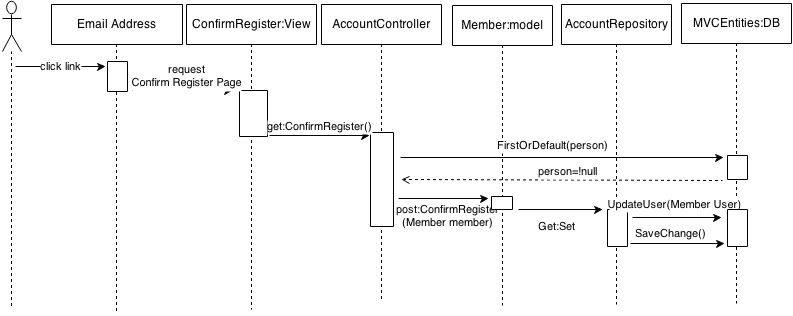 Email Address
ConfirmRegister:View
AccountController
Member:model
AccountRepository
MVCEntities:DB
click link
request
Confirm Register Page
get:ConfirmRegister()
FirstOrDefault(person)
person=!null
post:ConfirmRegister
(Member member)
UpdateUser(Member User)
Get:Set
SaveChange()